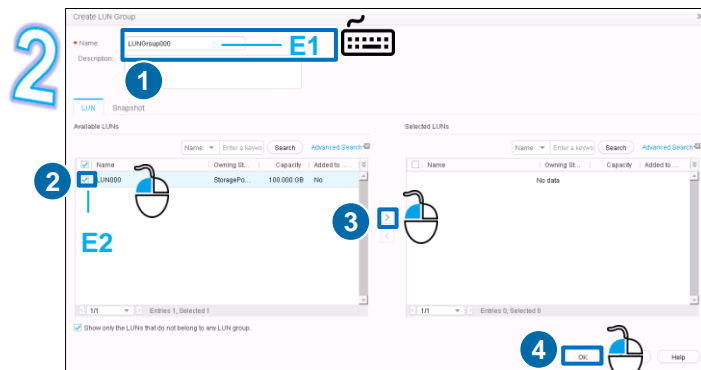 Create LUN Group
2
* Name: LUNGroup000 E1
Description:
1
LUN Snapshot
Available LUNs Selected LUNs
Name Enter a keywo Search Advanced Search Name Enter a keywo Search Advanced Search
Name Owning St... Capacity Added to ... Name Owning St... Capacity Added to ...
2 LUN000 StoragePo... 100.000 GB No No data
3
E2
1/1 Entries 1, Selected 1 1/1 Entries 0, Selected 0
Show only the LUNs that do not belong to any LUN group.
4 OK Help